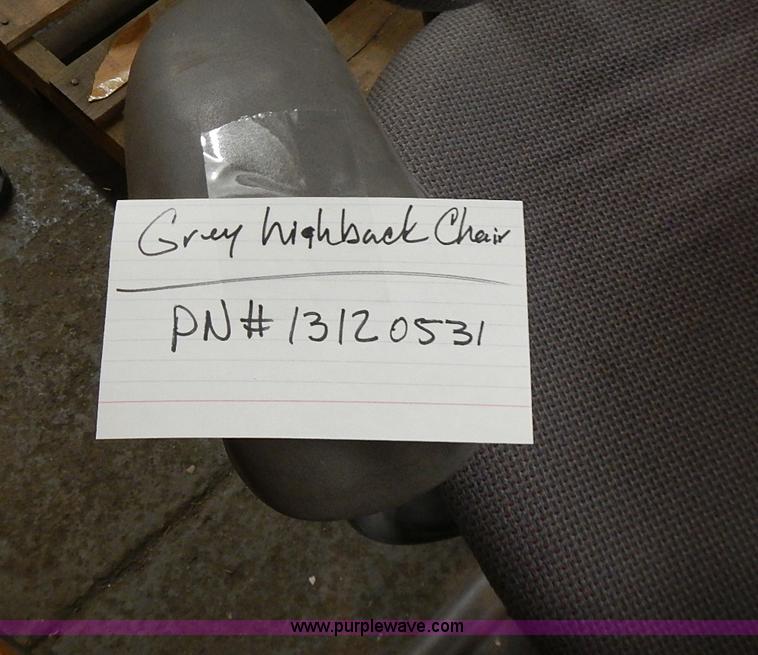 Grey highback Chair
PN# 13120531
www.purplewave.com